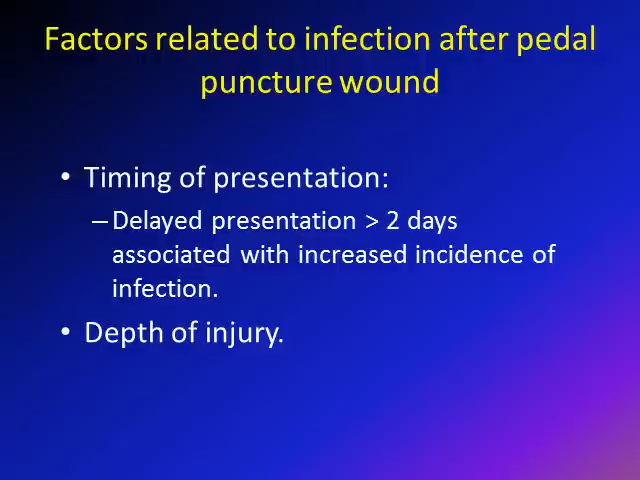 Factors related to infection after pedal
puncture wound
• Timing of presentation:
– Delayed presentation > 2 days
associated with increased incidence of
infection.
• Depth of injury.